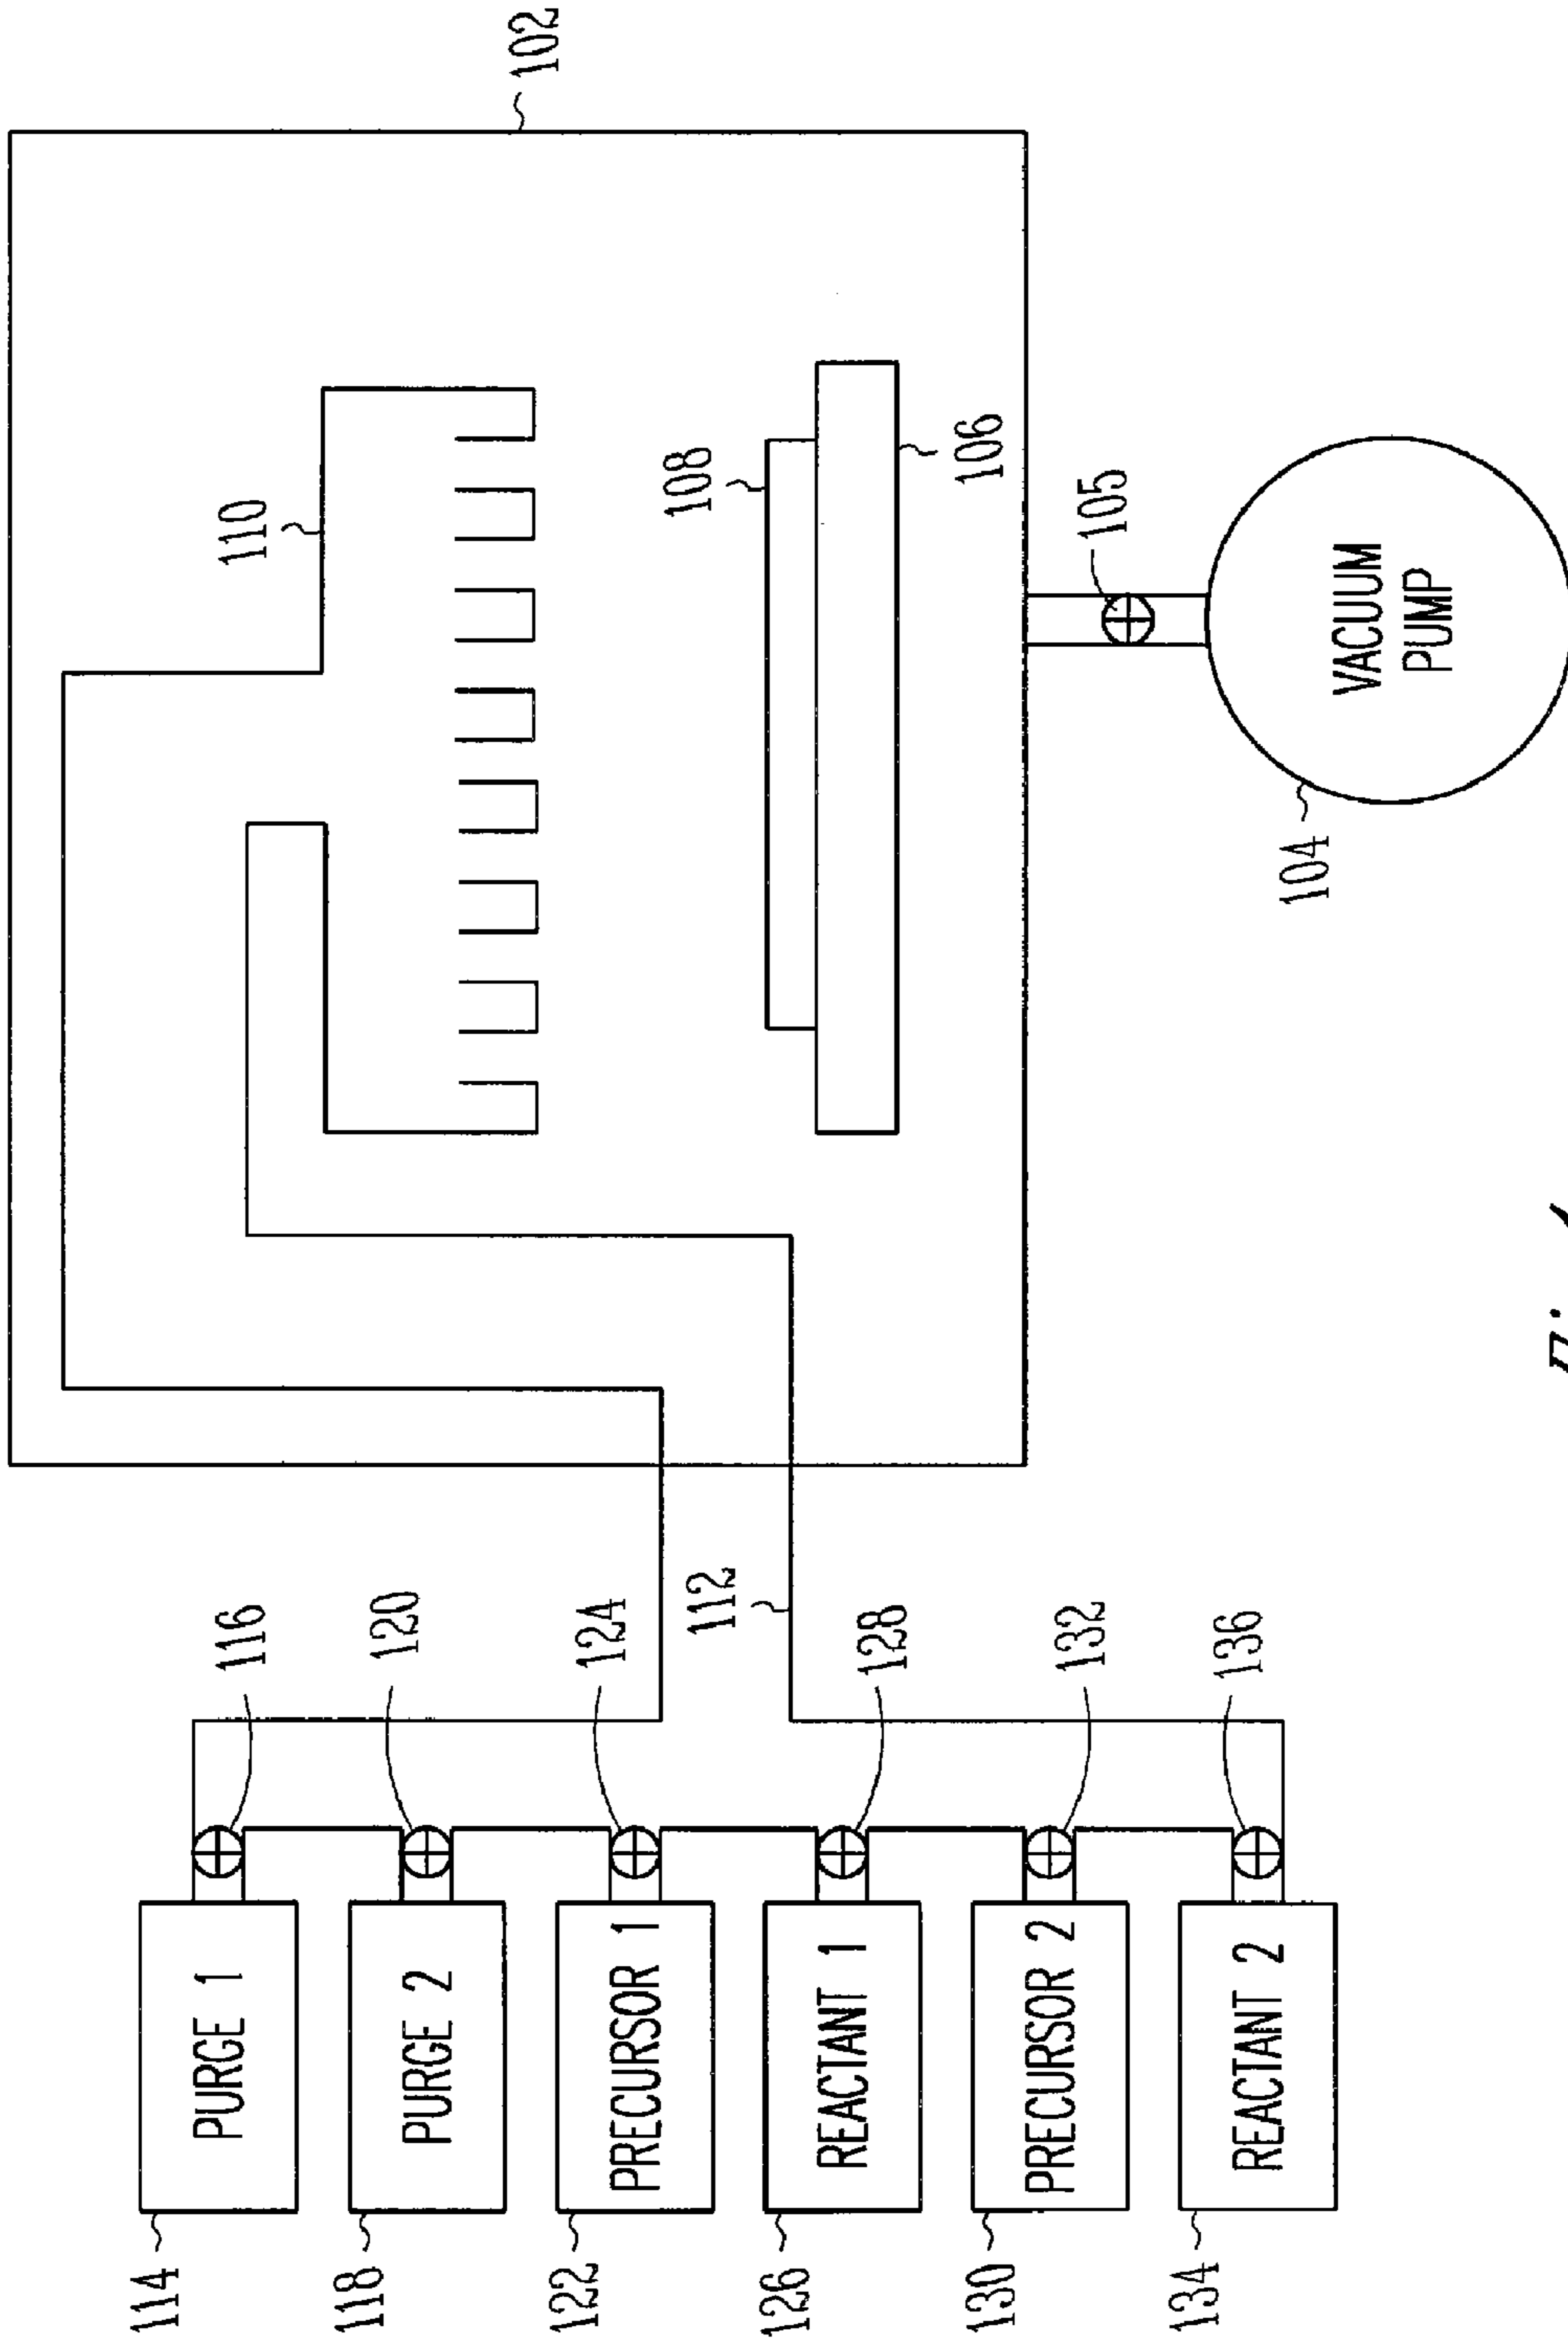 102
110
108
106
105
VACUUM
PUMP
104
112
116
120
124
128
132
136
114
PURGE 1
118
PURGE 2
122
PRECURSOR 1
126
REACTANT 1
130
PRECURSOR 2
134
REACTANT 2